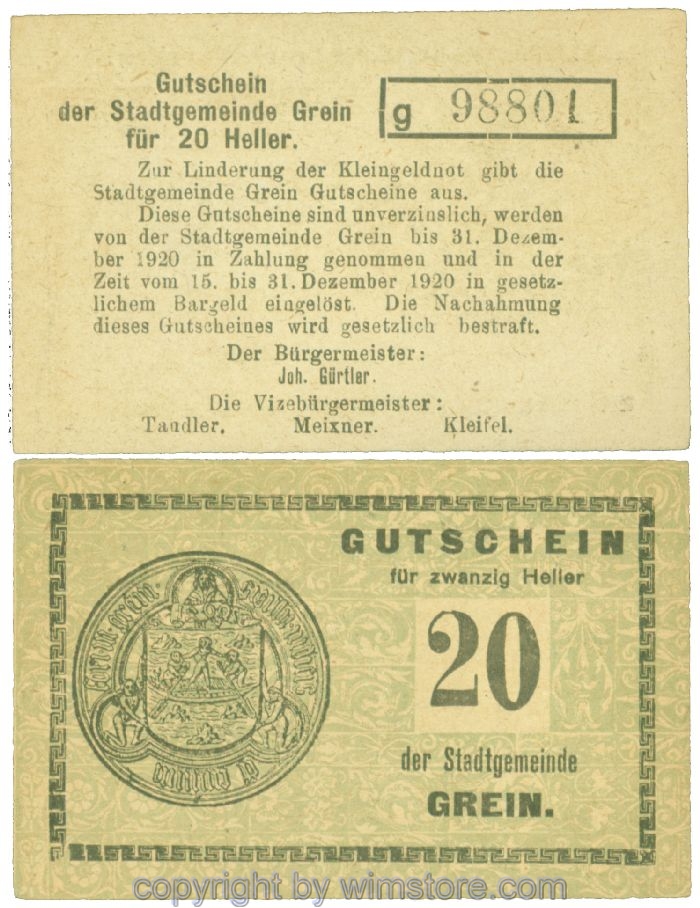 Gutschein
der Stadtgemeinde Grein
für 20 Heller.
g 98801
Zur Linderung der Kleingeldnot gibt die
Stadtgemeinde Grein Gutscheine aus.
Diese Gutscheine sind unverzinslich, werden
von der Stadtgemeinde Grein bis 31. Dezem-
ber 1920 in Zahlung genommen und in der
Zeit vom 15. bis 31. Dezember 1920 in gesetz-
lichem Bargeld eingelöst. Die Nachahmung
dieses Gutscheines wird gesetzlich bestraft.
Der Bürgermeister:
Joh. Gürtler.
Die Vizebürgermeister:
Tandler. Meixner. Kleifel.
GUTSCHEIN
für zwanzig Heller
20
der Stadtgemeinde
GREIN.
copyright by wimstore.com